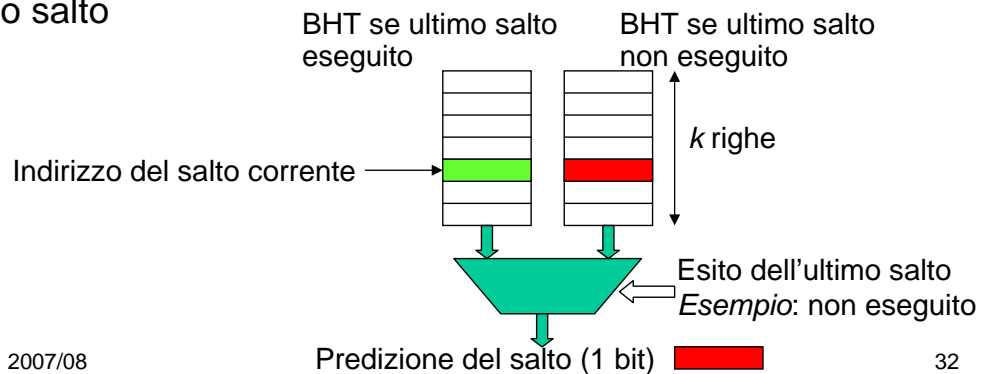 o salto
BHT se ultimo salto
eseguito
BHT se ultimo salto
non eseguito
k righe
Indirizzo del salto corrente
Esito dell'ultimo salto
Esempio: non eseguito
Predizione del salto (1 bit)
2007/08
32